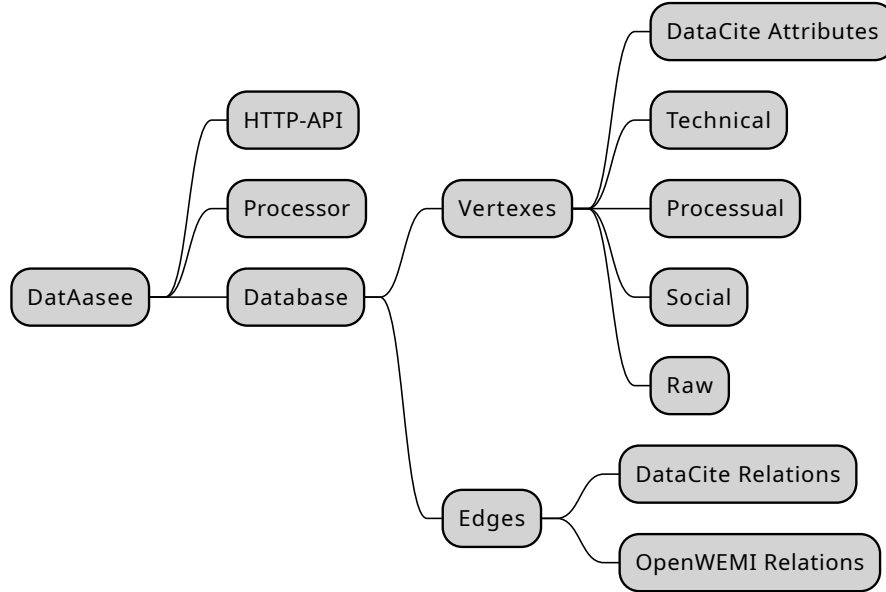 DatAasee
HTTP-API
Processor
Database
Vertexes
DataCite Attributes
Technical
Processual
Social
Raw
Edges
DataCite Relations
OpenWEMI Relations